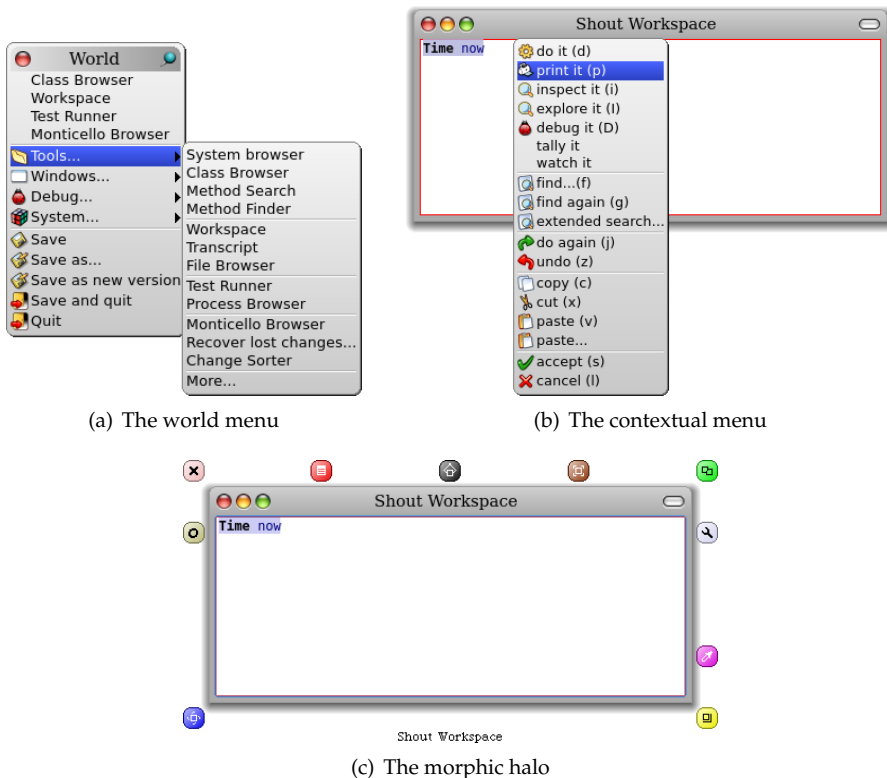 World
Class Browser
Workspace
Test Runner
Monticello Browser
Tools...
Windows...
Debug...
System...
Save
Save as...
Save as new version
Save and quit
Quit
System browser
Class Browser
Method Search
Method Finder
Workspace
Transcript
File Browser
Test Runner
Process Browser
Monticello Browser
Recover lost changes...
Change Sorter
More...
(a) The world menu
Shout Workspace
Time now
do it (d)
print it (p)
inspect it (i)
explore it (I)
debug it (D)
tally it
watch it
find...(f)
find again (g)
extended search...
do again (j)
undo (z)
copy (c)
cut (x)
paste (v)
paste...
accept (s)
cancel (l)
(b) The contextual menu
Shout Workspace
Time now
Shout Workspace
(c) The morphic halo